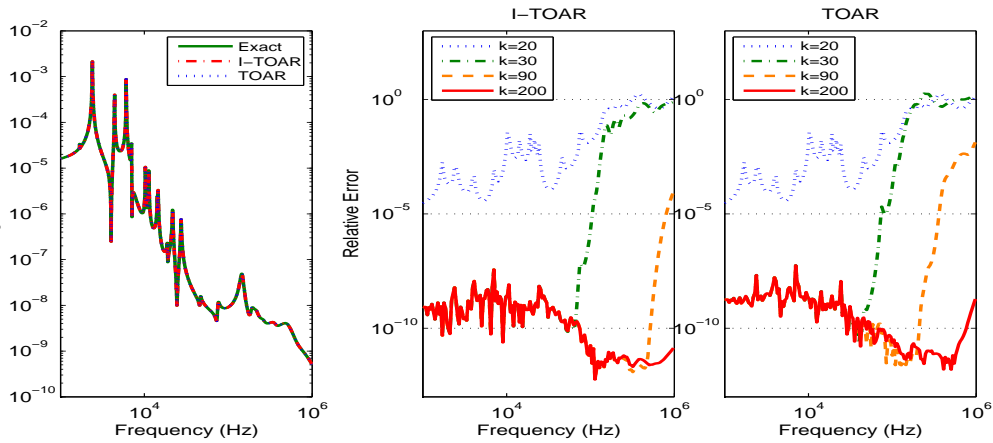 10^-2
10^-3
10^-4
10^-5
10^-6
10^-7
10^-8
10^-9
10^-10
Exact
I-TOAR
TOAR
10^4
10^6
Frequency (Hz)
I-TOAR
k=20
k=30
k=90
k=200
Relative Error
10^0
10^-5
10^-10
10^4
10^6
Frequency (Hz)
TOAR
k=20
k=30
k=90
k=200
10^0
10^-5
10^-10
10^4
10^6
Frequency (Hz)